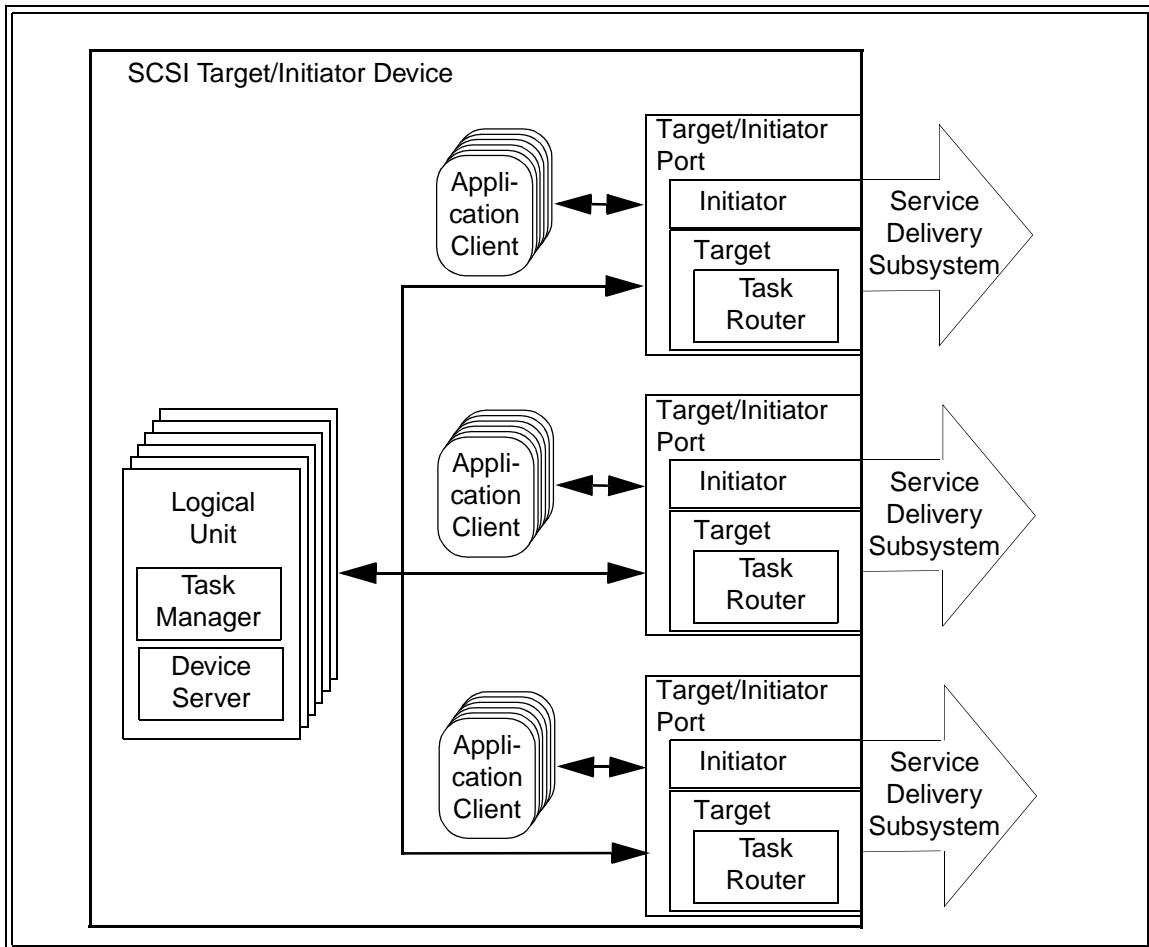 SCSI Target/Initiator Device
Target/Initiator
Port
Initiator
Target
Task
Router
Appli-
cation
Client
Service
Delivery
Subsystem
Target/Initiator
Port
Initiator
Target
Task
Router
Appli-
cation
Client
Service
Delivery
Subsystem
Logical
Unit
Task
Manager
Device
Server
Target/Initiator
Port
Initiator
Target
Task
Router
Appli-
cation
Client
Service
Delivery
Subsystem